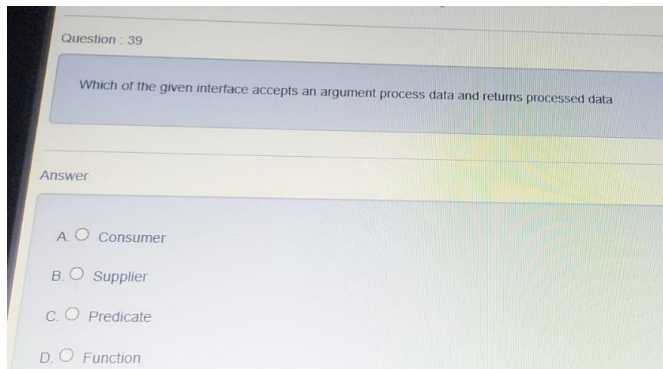 Question : 39
Which of the given interface accepts an argument process data and returns processed data
Answer
A. Consumer
B. Supplier
C. Predicate
D. Function